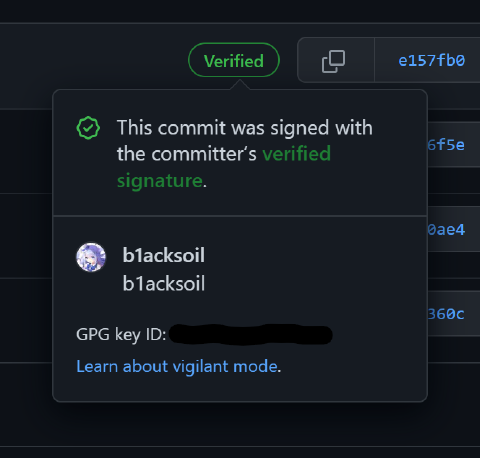 Verified
e157fb0
This commit was signed with
the committer's verified
signature.
6f5e
0ae4
b1acksoil
b1acksoil
360c
GPG key ID:
Learn about vigilant mode.